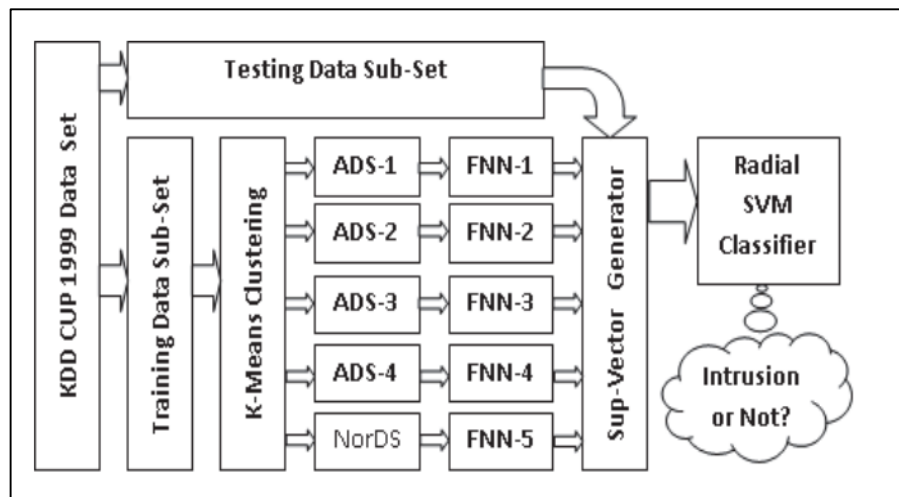 KDD CUP 1999 Data Set
Testing Data Sub-Set
Training Data Sub-Set
K-Means Clustering
ADS-1
FNN-1
ADS-2
FNN-2
ADS-3
FNN-3
ADS-4
FNN-4
NorDS
FNN-5
Sup-Vector Generator
Radial
SVM
Classifier
Intrusion
or Not?